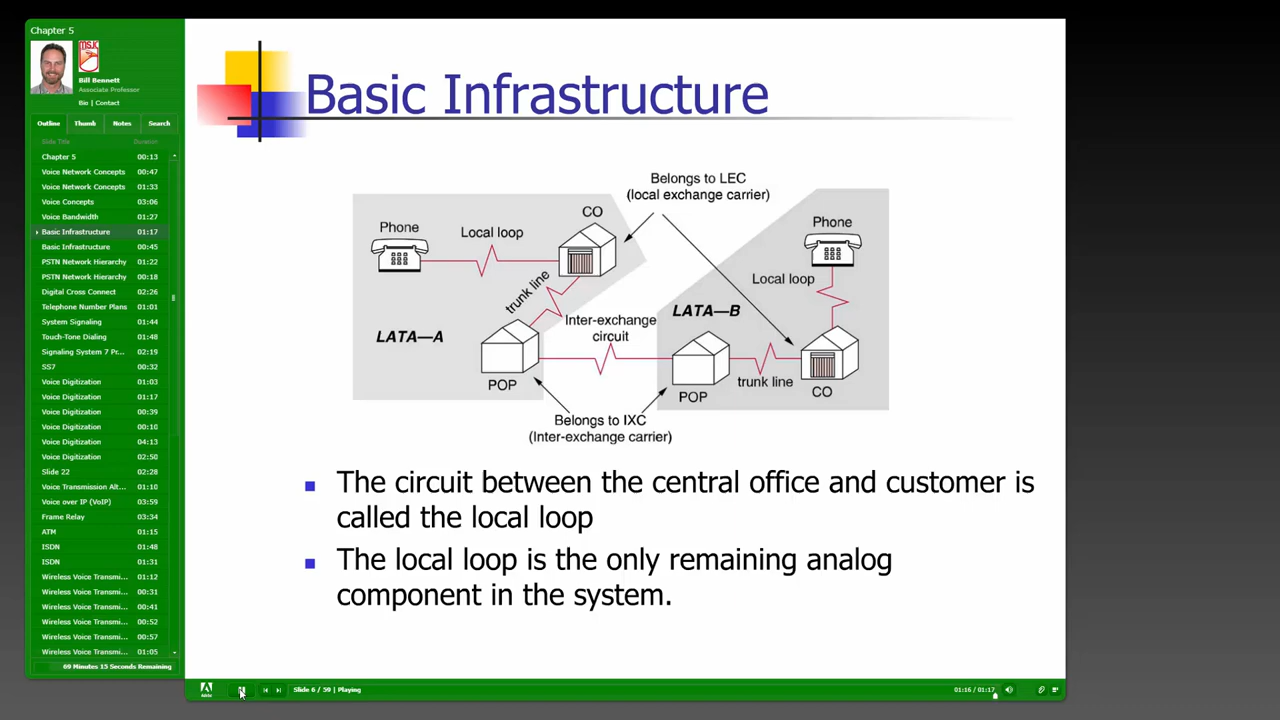 Chapter 5
Bill Bennett
Associate Professor
Bio | Contact
Outline Thumb Notes Search
Slide Title Duration
Chapter 5 00:13
Voice Network Concepts 00:47
Voice Network Concepts 01:33
Voice Concepts 03:06
Voice Bandwidth 01:27
Basic Infrastructure 01:17
Basic Infrastructure 00:45
PSTN Network Hierarchy 01:22
PSTN Network Hierarchy 00:18
Digital Cross Connect 02:26
Telephone Number Plans 01:01
System Signaling 01:44
Touch-Tone Dialing 01:48
Signaling System 7 Pr... 02:19
SS7 00:32
Voice Digitization 01:03
Voice Digitization 01:17
Voice Digitization 00:39
Voice Digitization 00:10
Voice Digitization 04:13
Voice Digitization 02:50
Slide 22 02:28
Voice Transmission Alt... 01:10
Voice over IP (VoIP) 03:59
Frame Relay 03:34
ATM 01:15
ISDN 01:48
ISDN 01:31
Wireless Voice Transmi... 01:12
Wireless Voice Transmi... 00:31
Wireless Voice Transmi... 00:41
Wireless Voice Transmi... 00:52
Wireless Voice Transmi... 00:57
Wireless Voice Transmi... 01:05
69 Minutes 15 Seconds Remaining
Basic Infrastructure
Belongs to LEC
(local exchange carrier)
CO
Phone
Local loop
trunk line
LATA—A
POP
Inter-exchange
circuit
Belongs to IXC
(Inter-exchange carrier)
Phone
Local loop
LATA—B
POP
trunk line
CO
The circuit between the central office and customer is
called the local loop
The local loop is the only remaining analog
component in the system.
Slide 6 / 59 | Playing
01:16 / 01:17